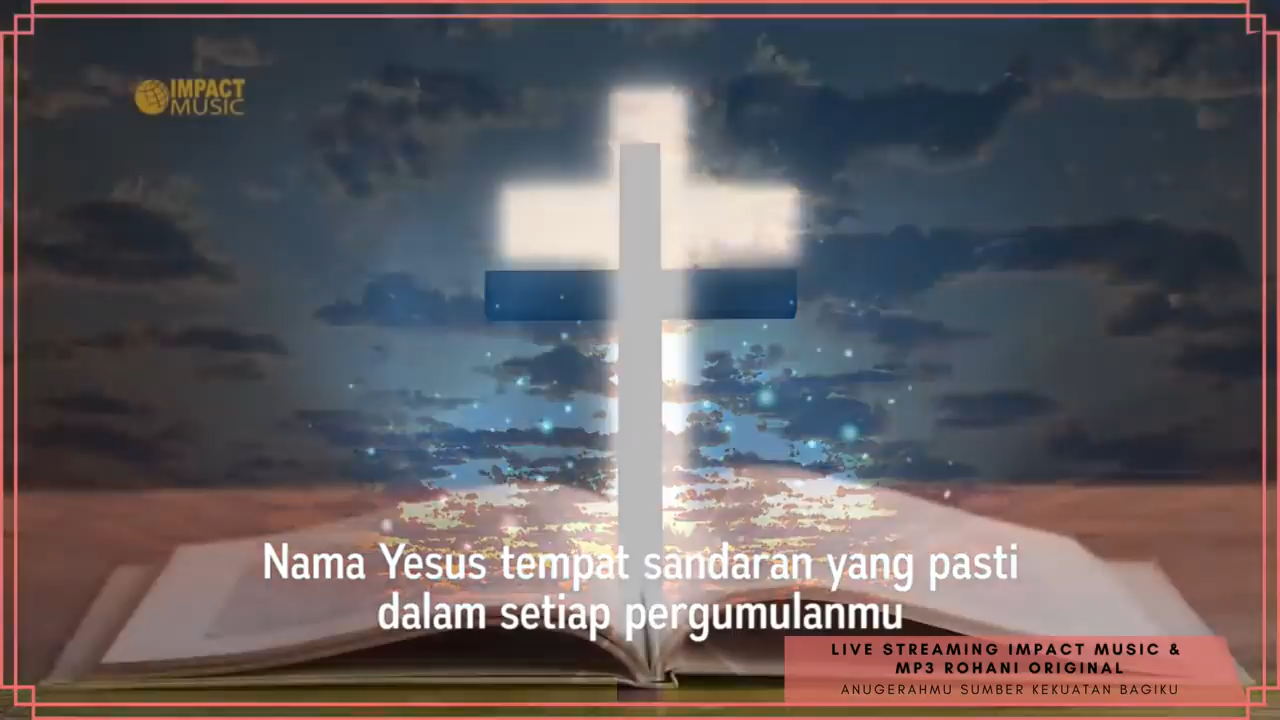 IMPACT
MUSIC
Nama Yesus tempat sandaran yang pasti
dalam setiap pergumulanmu
LIVE STREAMING IMPACT MUSIC &
MP3 ROHANI ORIGINAL
ANUGERAHMU SUMBER KEKUATAN BAGIKU